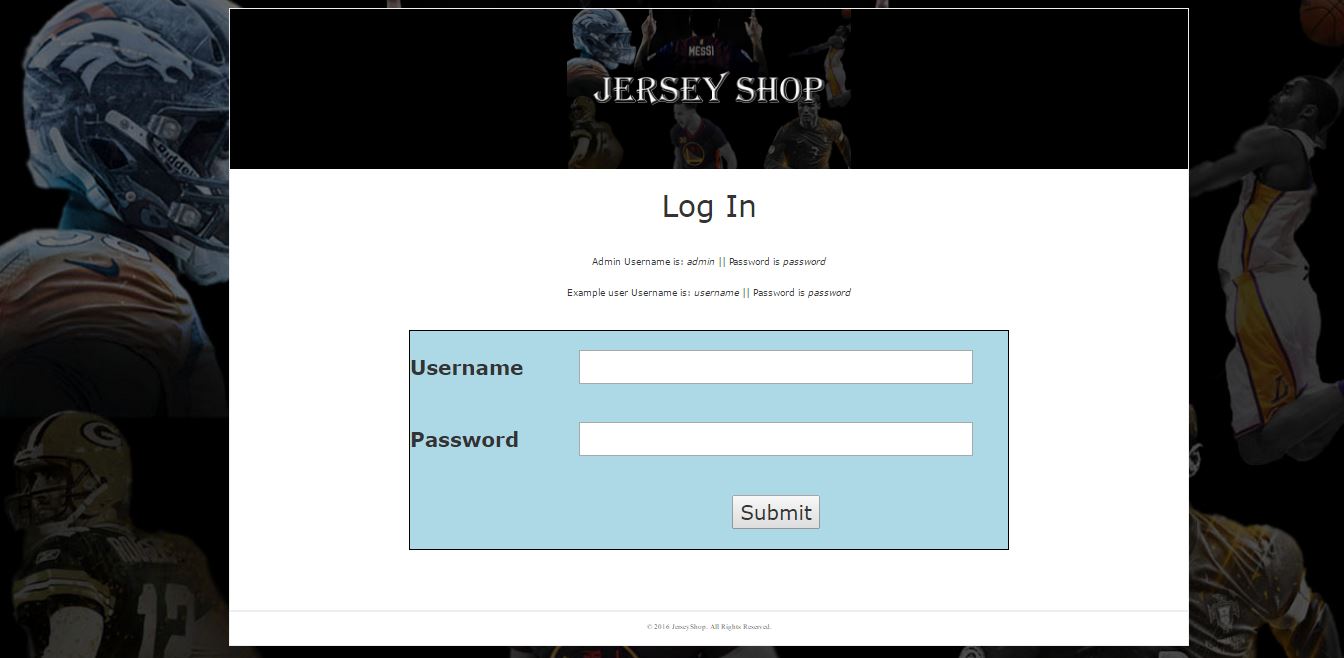 MESSI
JERSEY SHOP
Log In
Admin Username is: admin || Password is password
Example user Username is: username || Password is password
Username
Password
Submit
© 2016 JerseyShop. All Rights Reserved.